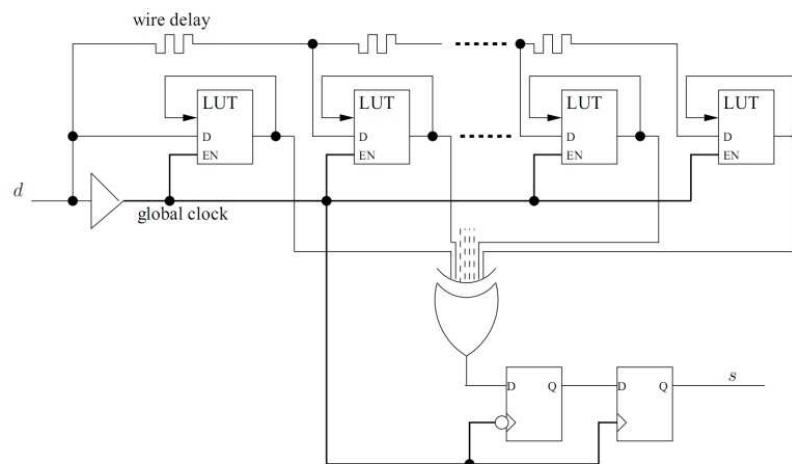 wire delay
LUT LUT LUT LUT
D D D D
EN EN EN EN
d
global clock
D Q D Q s